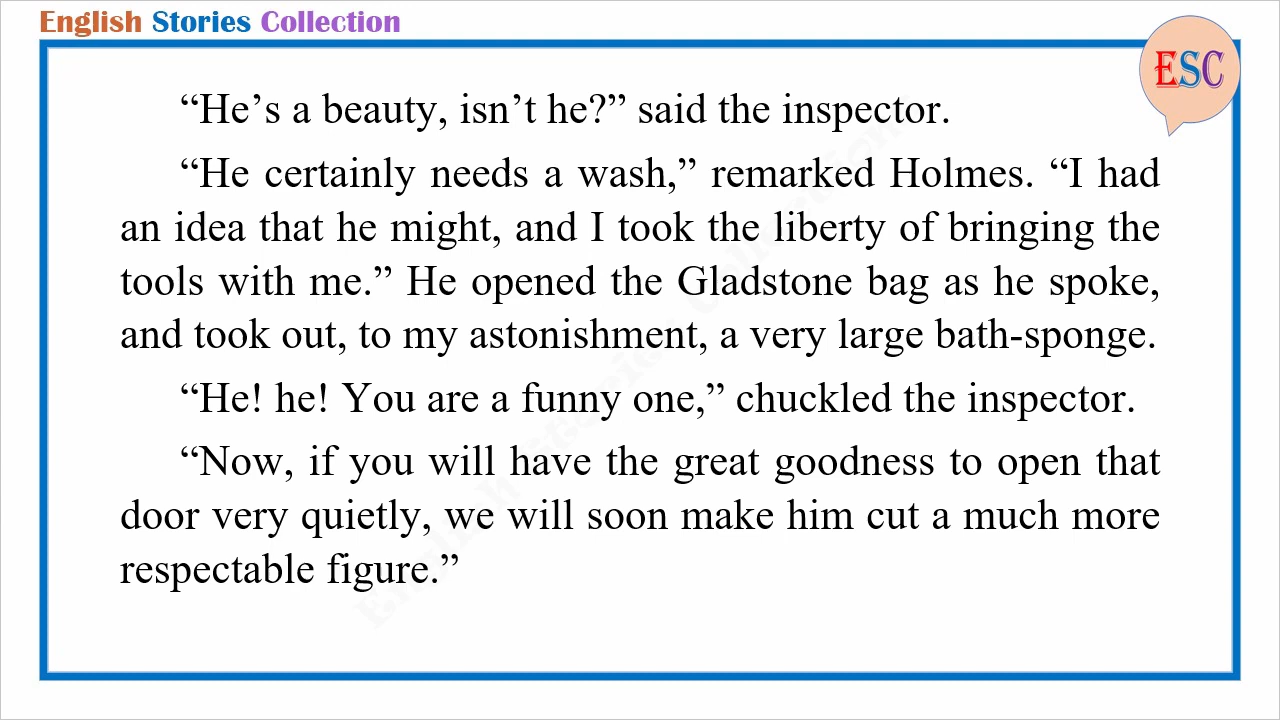 English Stories Collection
ESC
“He’s a beauty, isn’t he?” said the inspector.
“He certainly needs a wash,” remarked Holmes. “I had
an idea that he might, and I took the liberty of bringing the
tools with me.” He opened the Gladstone bag as he spoke,
and took out, to my astonishment, a very large bath-sponge.
“He! he! You are a funny one,” chuckled the inspector.
“Now, if you will have the great goodness to open that
door very quietly, we will soon make him cut a much more
respectable figure.”
English Stories Collection